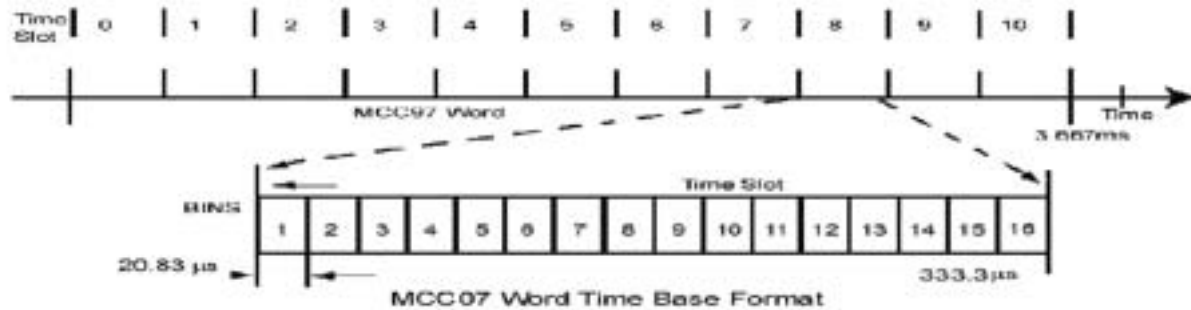 Time Slot 0 1 2 3 4 5 6 7 8 9 10
MCC97 Word
Time
3.667ms
Time Slot
BINS 1 2 3 4 5 6 7 8 9 10 11 12 13 14 15 16
20.83 µs
333.3µs
MCC07 Word Time Base Format